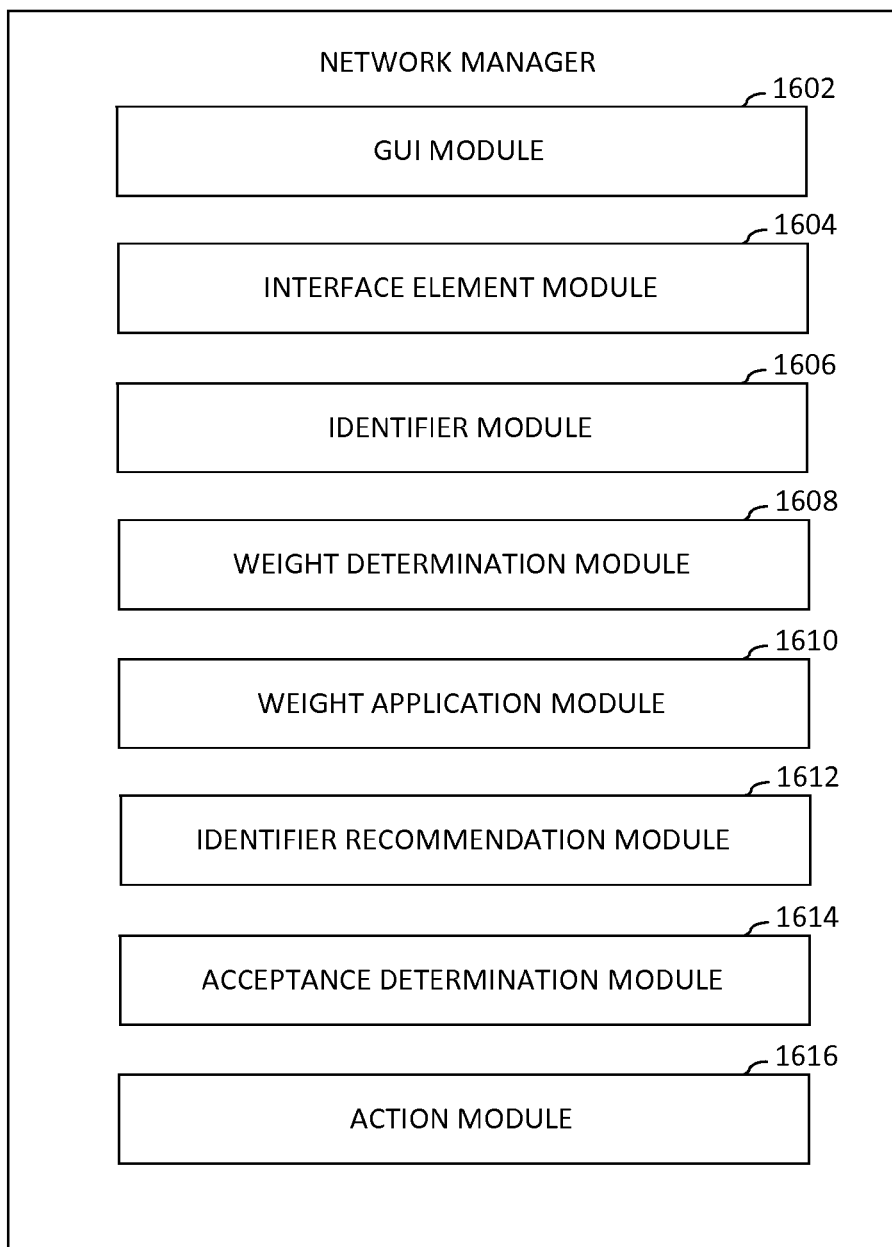 NETWORK MANAGER
1602
GUI MODULE
1604
INTERFACE ELEMENT MODULE
1606
IDENTIFIER MODULE
1608
WEIGHT DETERMINATION MODULE
1610
WEIGHT APPLICATION MODULE
1612
IDENTIFIER RECOMMENDATION MODULE
1614
ACCEPTANCE DETERMINATION MODULE
1616
ACTION MODULE